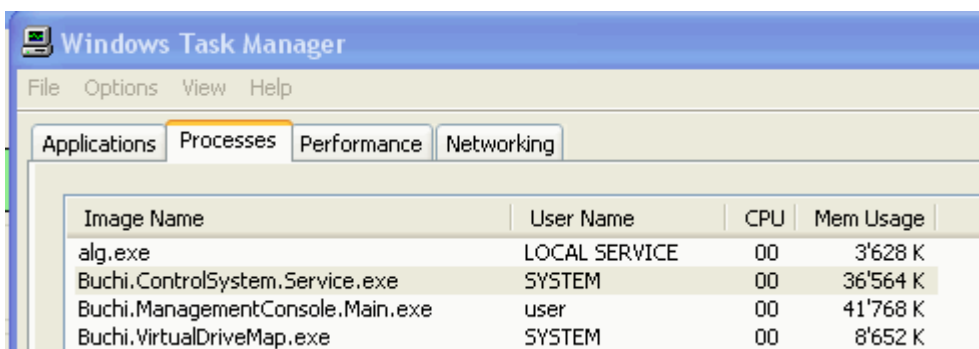 Windows Task Manager
File Options View Help
Applications Processes Performance Networking
Image Name User Name CPU Mem Usage
alg.exe LOCAL SERVICE 00 3'628 K
Buchi.ControlSystem.Service.exe SYSTEM 00 36'564 K
Buchi.ManagementConsole.Main.exe user 00 41'768 K
Buchi.VirtualDriveMap.exe SYSTEM 00 8'652 K